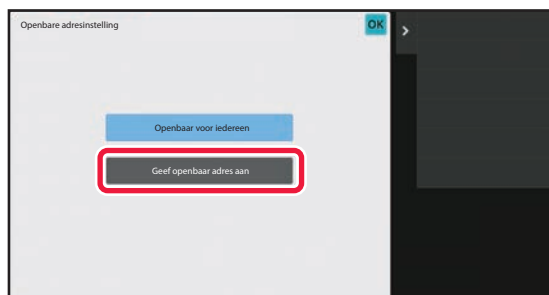 Openbare adresinstelling
OK
Openbaar voor iedereen
Geef openbaar adres aan